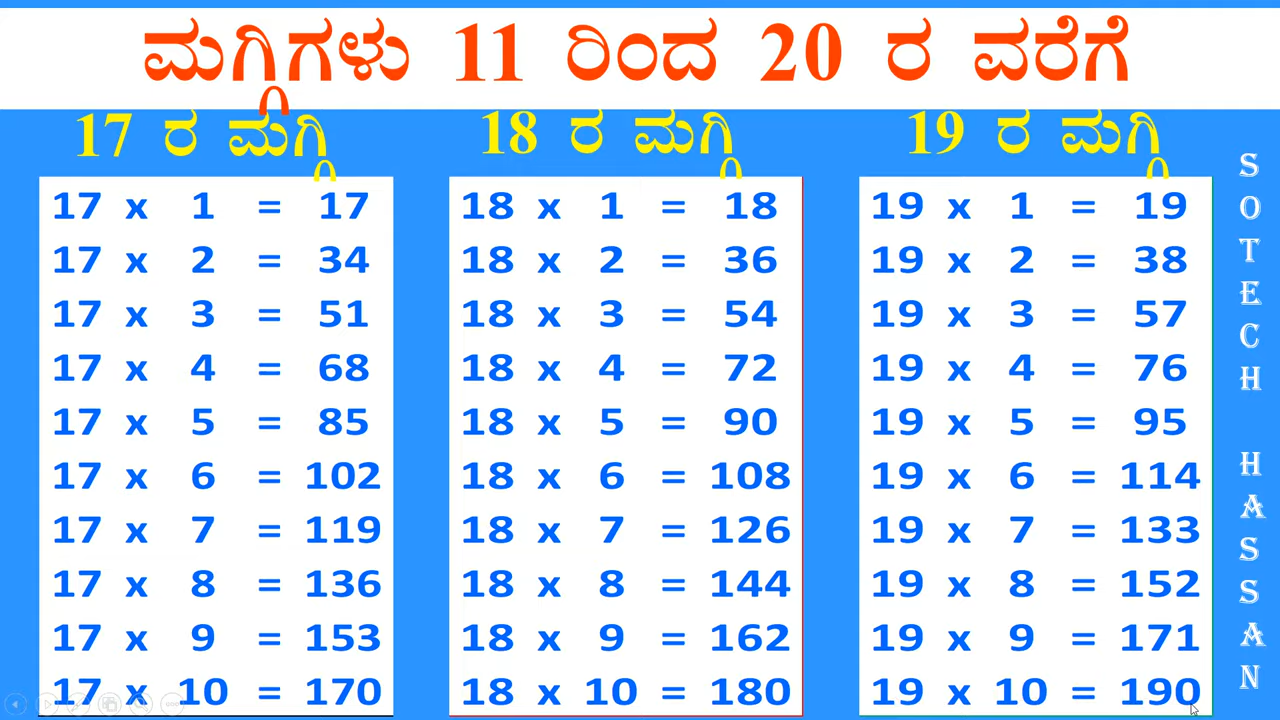 ಮಗ್ಗಿಗಳು 11 ರಿಂದ 20 ರ ವರೆಗೆ
17 ರ ಮಗ್ಗಿ
17 x 1 = 17
17 x 2 = 34
17 x 3 = 51
17 x 4 = 68
17 x 5 = 85
17 x 6 = 102
17 x 7 = 119
17 x 8 = 136
17 x 9 = 153
17 x 10 = 170
18 ರ ಮಗ್ಗಿ
18 x 1 = 18
18 x 2 = 36
18 x 3 = 54
18 x 4 = 72
18 x 5 = 90
18 x 6 = 108
18 x 7 = 126
18 x 8 = 144
18 x 9 = 162
18 x 10 = 180
19 ರ ಮಗ್ಗಿ
19 x 1 = 19
19 x 2 = 38
19 x 3 = 57
19 x 4 = 76
19 x 5 = 95
19 x 6 = 114
19 x 7 = 133
19 x 8 = 152
19 x 9 = 171
19 x 10 = 190
SOTECH HASSAN